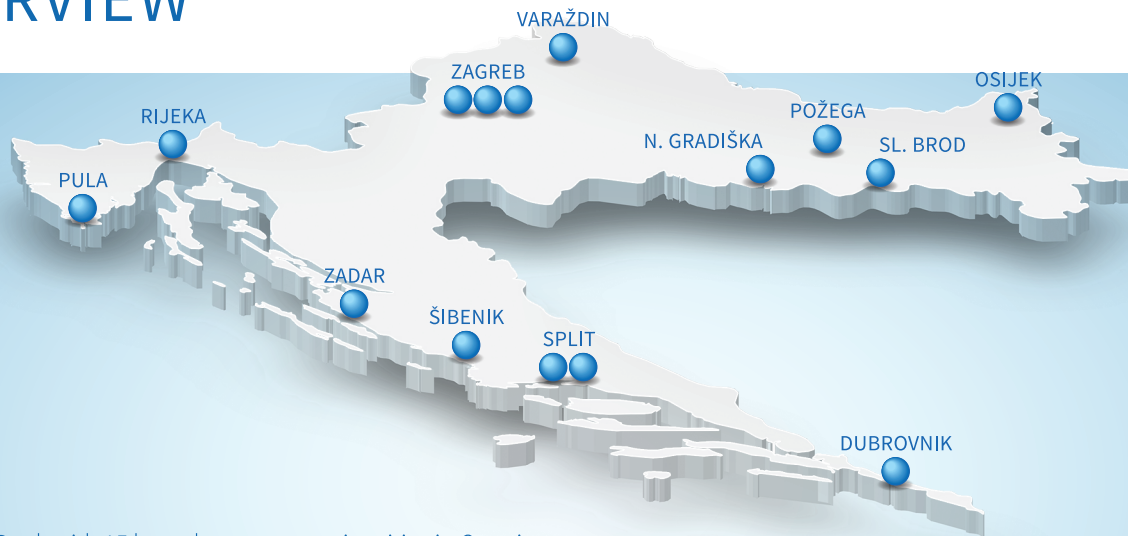 RVIEW
VARAŽDIN
ZAGREB
OSIJEK
RIJEKA
POŽEGA
N. GRADIŠKA
SL. BROD
PULA
ZADAR
ŠIBENIK
SPLIT
DUBROVNIK